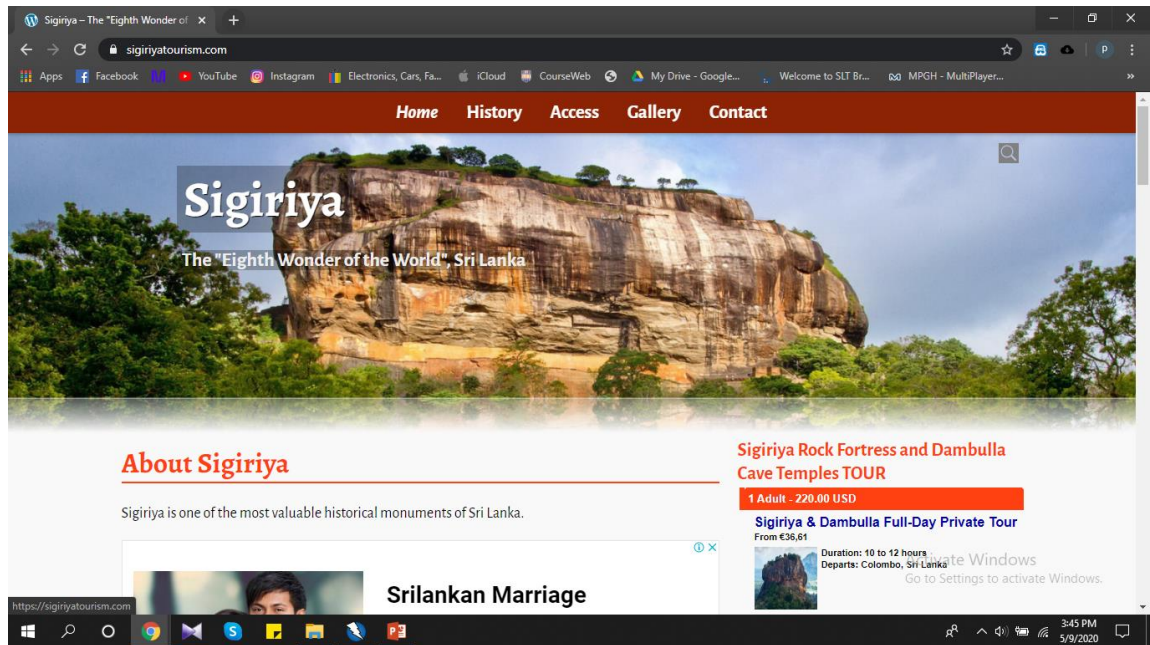 Sigiriya – The "Eighth Wonder of
sigiriyatourism.com
P
Apps Facebook M YouTube Instagram Electronics, Cars, Fa... iCloud CourseWeb My Drive - Google... Welcome to SLT Br... MPGH - MultiPlayer...
Home History Access Gallery Contact
Sigiriya
The "Eighth Wonder of the World", Sri Lanka
About Sigiriya
Sigiriya is one of the most valuable historical monuments of Sri Lanka.
Srilankan Marriage
Sigiriya Rock Fortress and Dambulla
Cave Temples TOUR
1 Adult - 220.00 USD
Sigiriya & Dambulla Full-Day Private Tour
From €36,61
Duration: 10 to 12 hours
Departs: Colombo, Sri Lanka
Activate Windows
Go to Settings to activate Windows.
https://sigiriyatourism.com
3:45 PM
5/9/2020